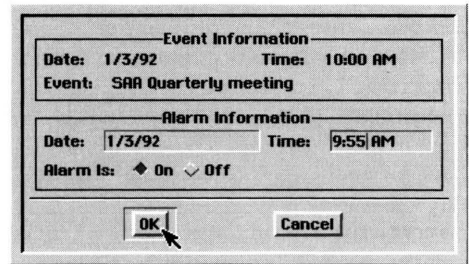 Event Information
Date: 1/3/92 Time: 10:00 AM
Event: SAA Quarterly meeting
Alarm Information
Date: 1/3/92 Time: 9:55 AM
Alarm Is: On Off
OK Cancel